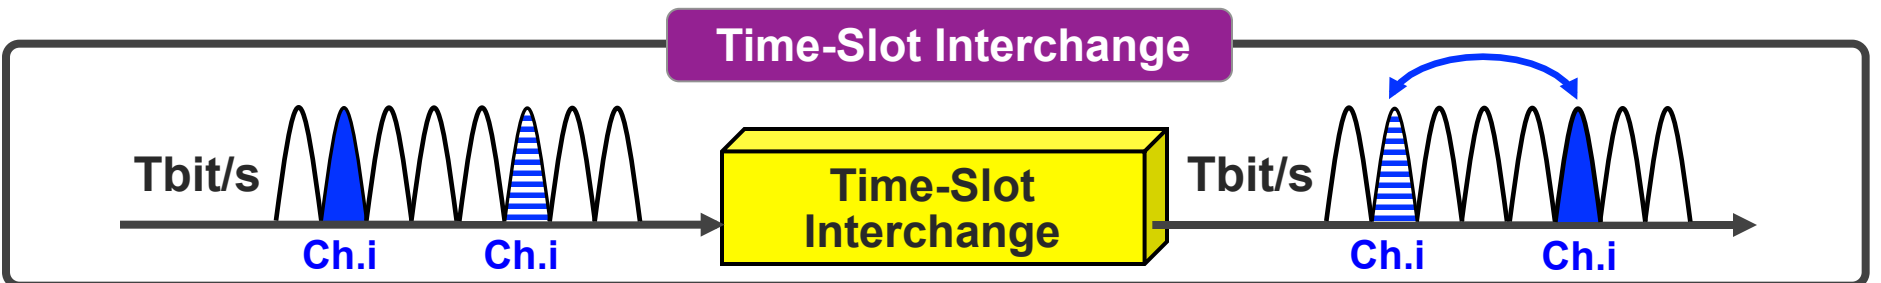 Time-Slot Interchange
Tbit/s
Ch.i
Ch.i
Time-Slot
Interchange
Tbit/s
Ch.i
Ch.i